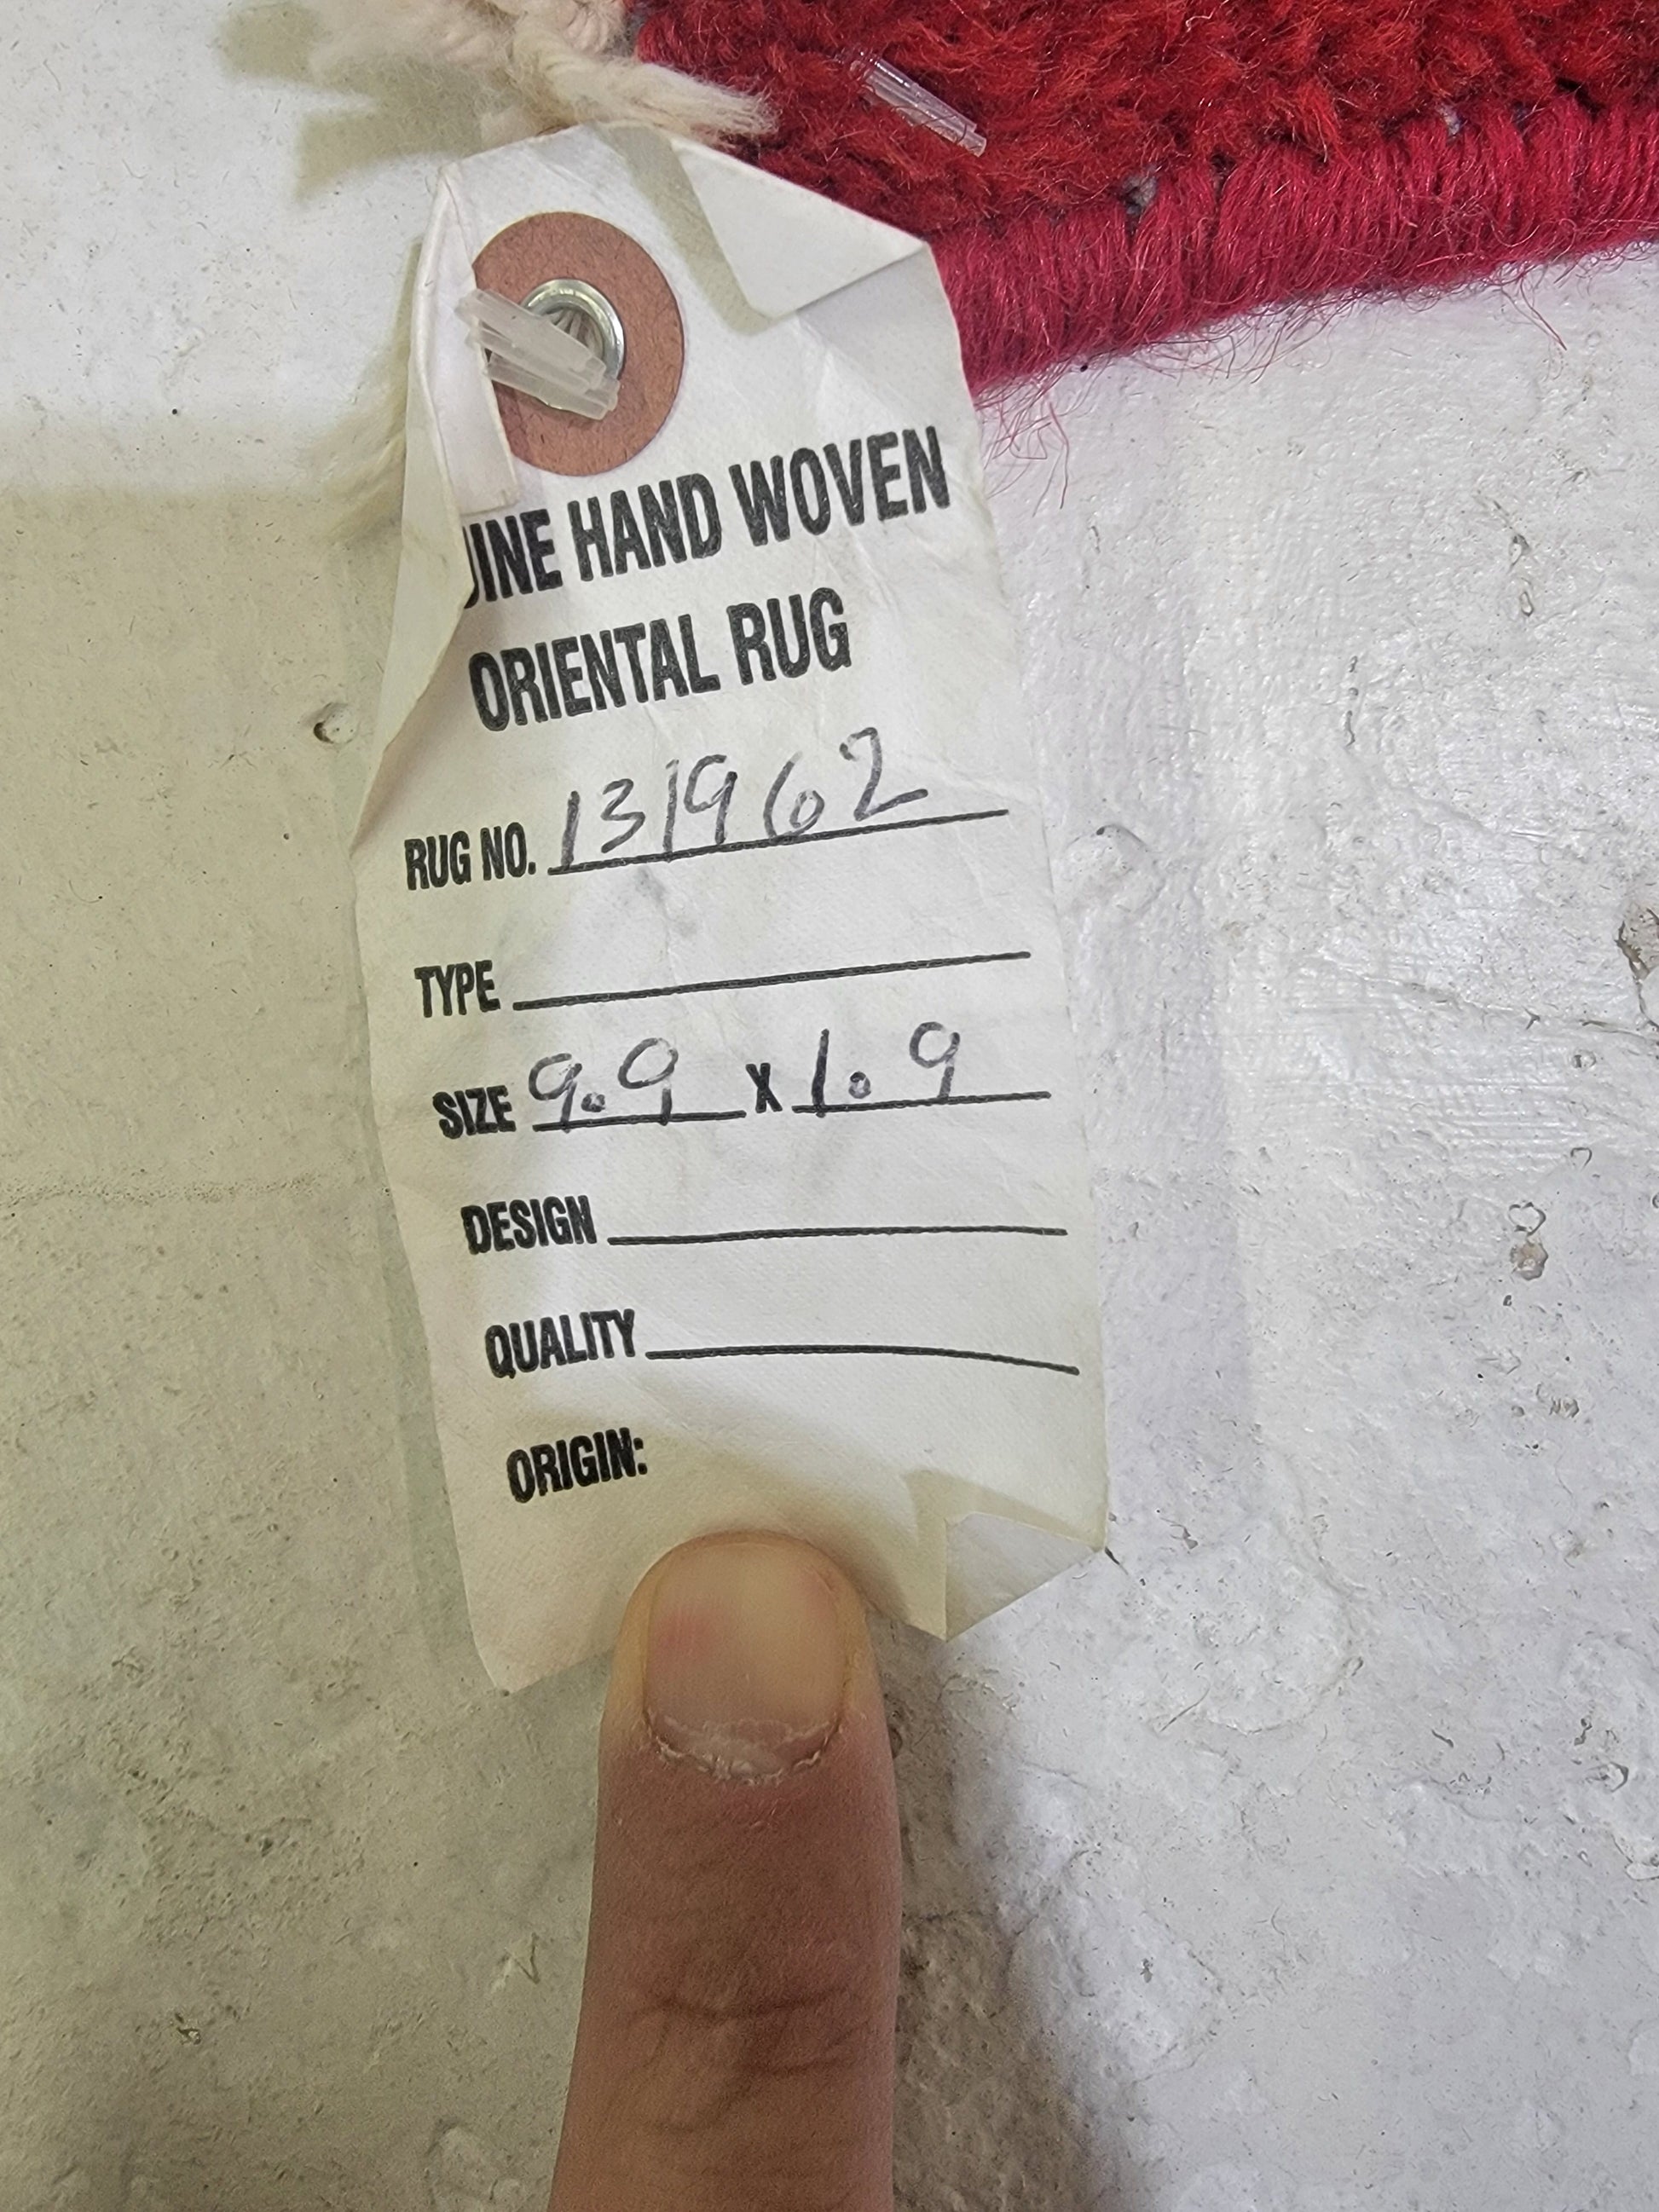 UINE HAND WOVEN
ORIENTAL RUG
RUG NO. 131962
TYPE
SIZE 9.9 X 1.9
DESIGN
QUALITY
ORIGIN: